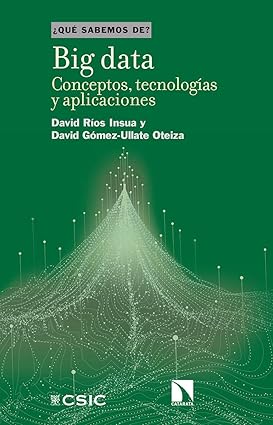 ¿QUÉ SABEMOS DE?
Big data
Conceptos, tecnologías
y aplicaciones
David Ríos Insua y
David Gómez-Ullate Oteiza
CSIC
CATARATA